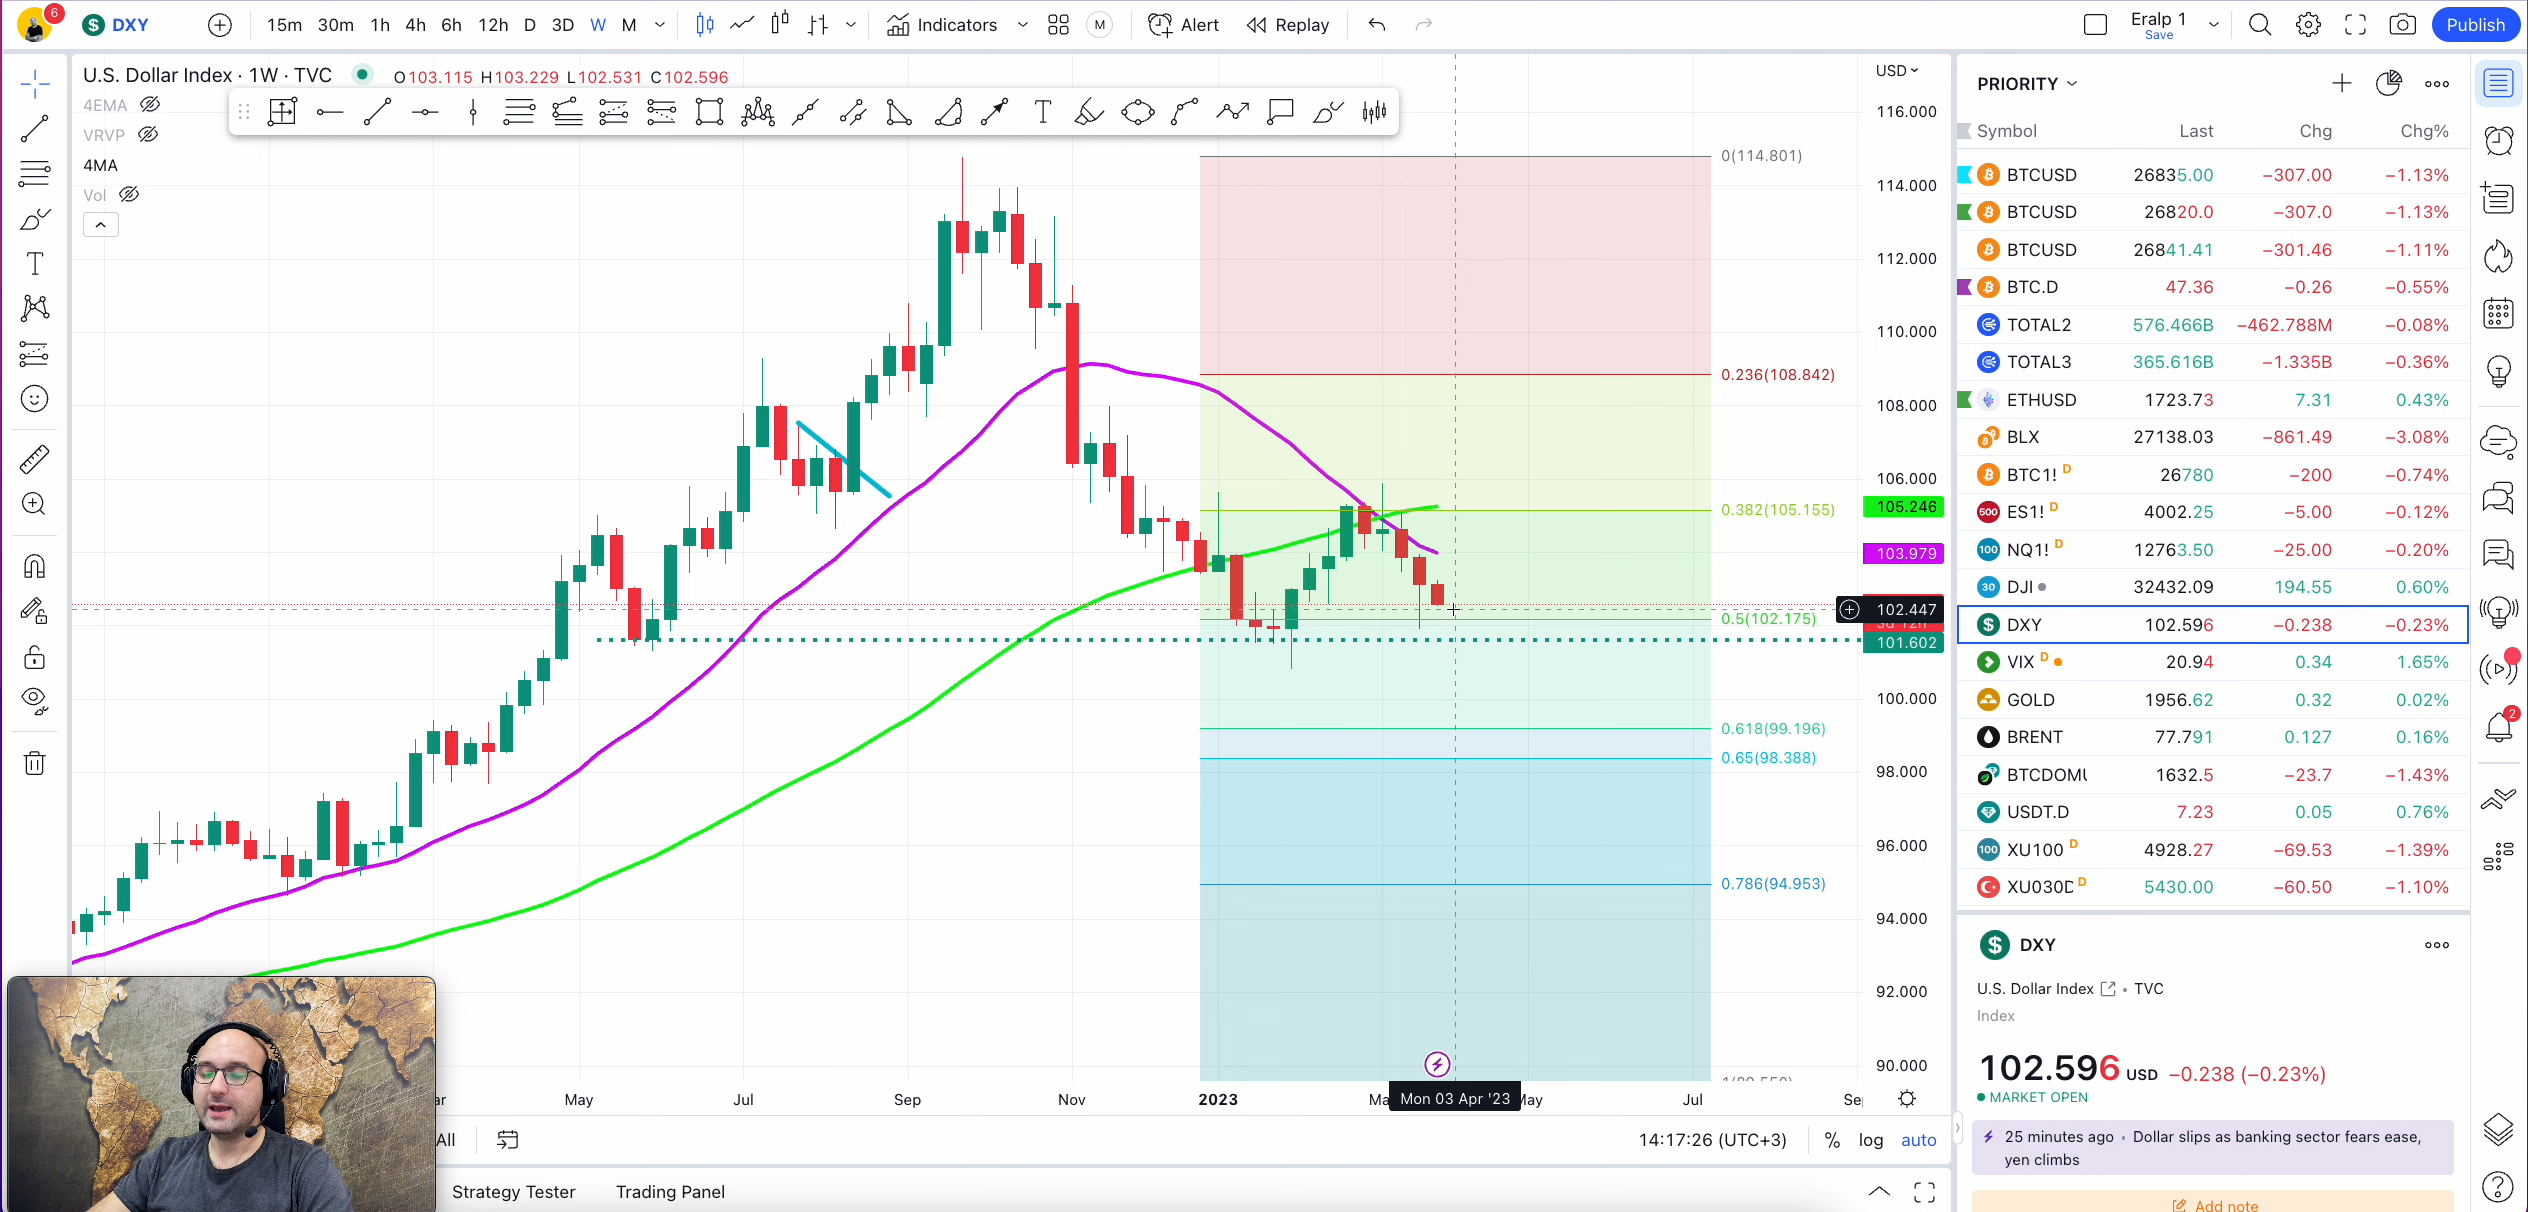 6
$ DXY 15m 30m 1h 4h 6h 12h D 3D W M Indicators M Alert Replay Eralp 1 Save Publish
U.S. Dollar Index · 1W · TVC O103.115 H103.229 L102.531 C102.596
4EMA
VRVP
4MA
Vol
USD
116.000
114.000
112.000
110.000
108.000
106.000
105.246
103.979
102.447
101.602
100.000
98.000
96.000
94.000
92.000
90.000
0(114.801)
0.236(108.842)
0.382(105.155)
0.5(102.175)
0.618(99.196)
0.65(98.388)
0.786(94.953)
May Jul Sep Nov 2023 Mon 03 Apr '23 Jul
All 14:17:26 (UTC+3) % log auto
Strategy Tester Trading Panel
PRIORITY
Symbol Last Chg Chg%
BTCUSD 26835.00 −307.00 −1.13%
BTCUSD 26820.0 −307.0 −1.13%
BTCUSD 26841.41 −301.46 −1.11%
BTC.D 47.36 −0.26 −0.55%
TOTAL2 576.466B −462.788M −0.08%
TOTAL3 365.616B −1.335B −0.36%
ETHUSD 1723.73 7.31 0.43%
BLX 27138.03 −861.49 −3.08%
BTC1! D 26780 −200 −0.74%
500 ES1! D 4002.25 −5.00 −0.12%
100 NQ1! D 12763.50 −25.00 −0.20%
30 DJI 32432.09 194.55 0.60%
$ DXY 102.596 −0.238 −0.23%
VIX D 20.94 0.34 1.65%
GOLD 1956.62 0.32 0.02%
BRENT 77.791 0.127 0.16%
BTCDOMU 1632.5 −23.7 −1.43%
USDT.D 7.23 0.05 0.76%
100 XU100 D 4928.27 −69.53 −1.39%
XU030D D 5430.00 −60.50 −1.10%
$ DXY
U.S. Dollar Index • TVC
Index
102.596 USD −0.238 (−0.23%)
MARKET OPEN
25 minutes ago • Dollar slips as banking sector fears ease,
yen climbs
Add note
2